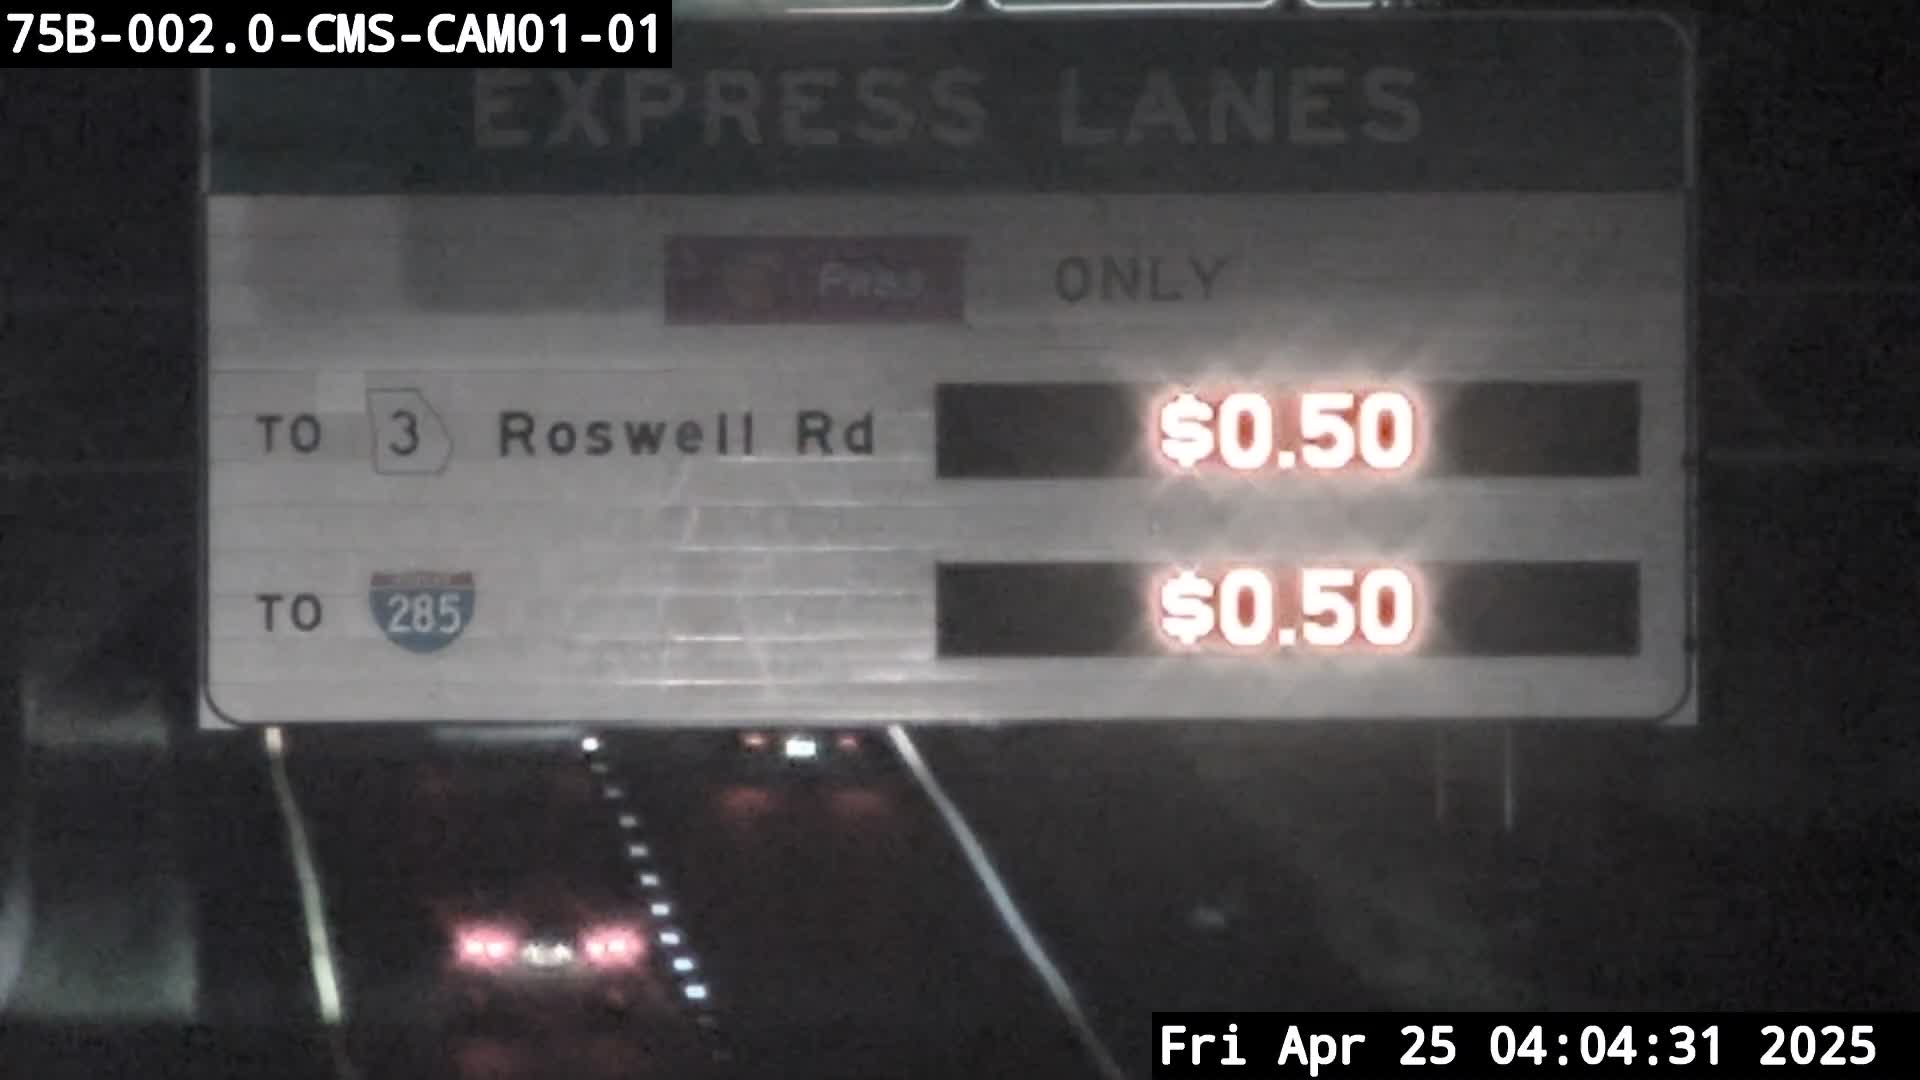 75B-002.0-CMS-CAM01-01
EXPRESS LANES
Pass ONLY
TO 3 Roswell Rd $0.50
TO 285 $0.50
Fri Apr 25 04:04:31 2025